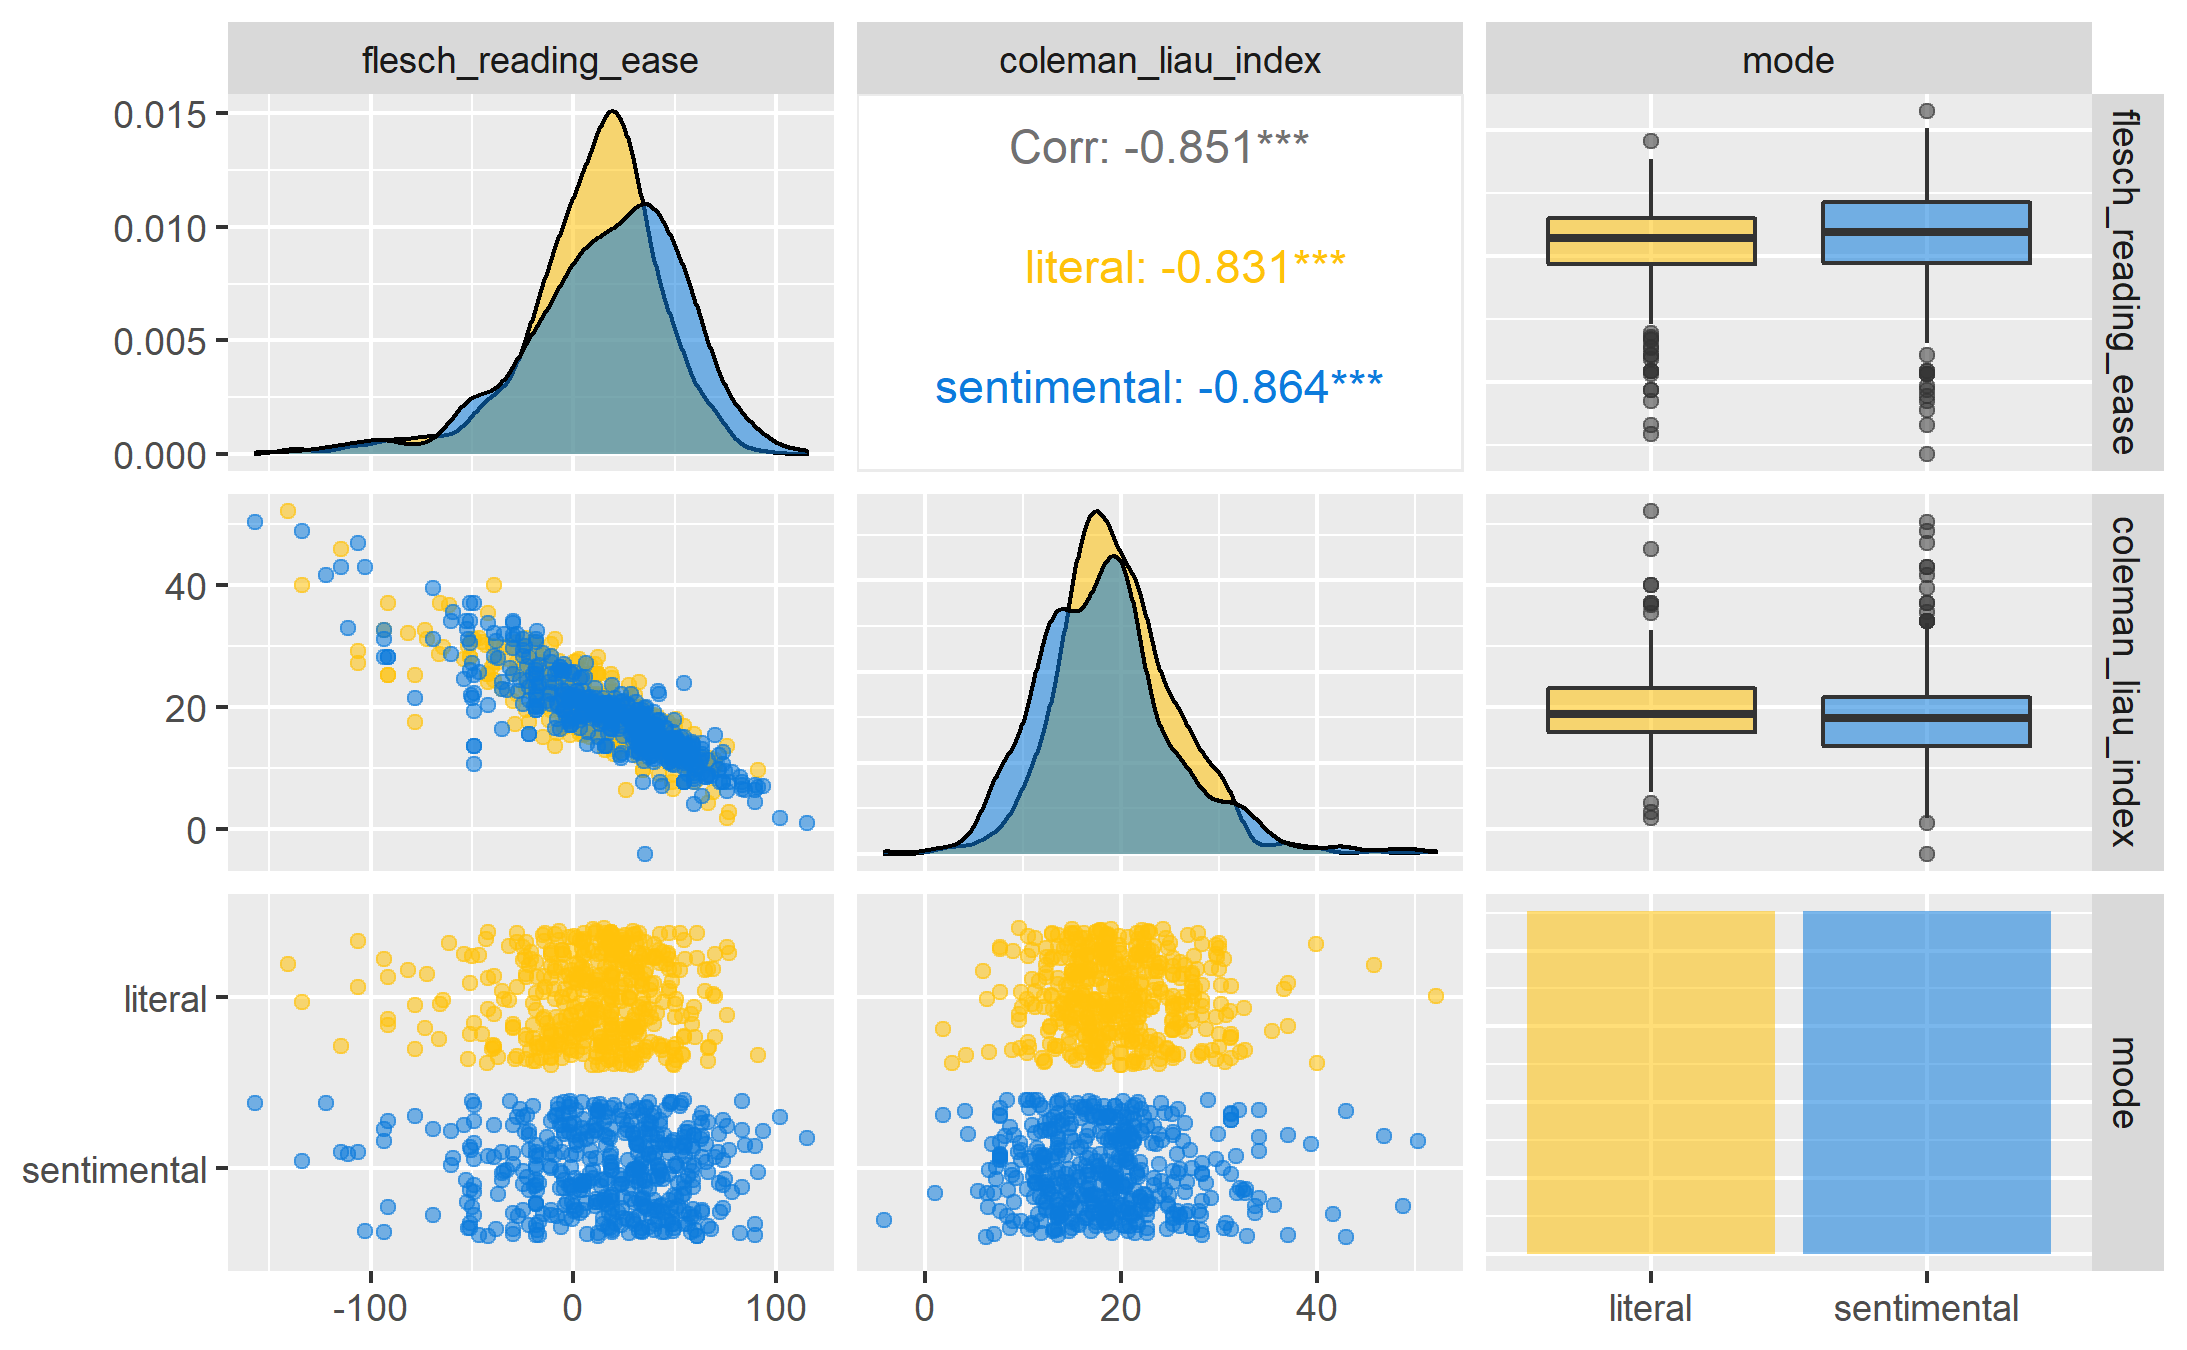 flesch_reading_ease
coleman_liau_index
mode
0.015
0.010
0.005
0.000
Corr: -0.851***
literal: -0.831***
sentimental: -0.864***
flesch_reading_ease
40
20
0
coleman_liau_index
literal
sentimental
mode
-100
0
100
0
20
40
literal
sentimental